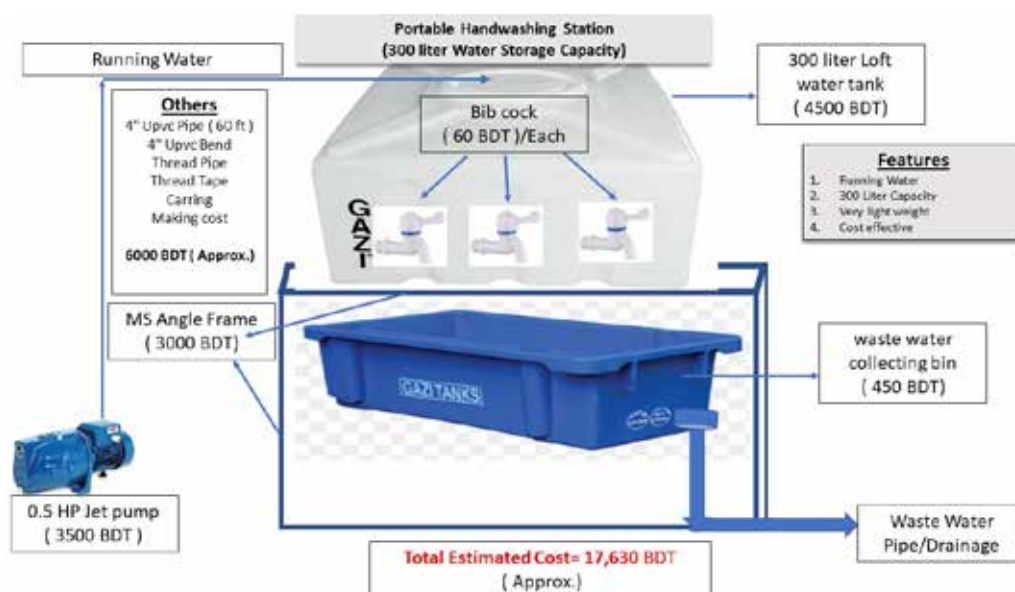 Portable Handwashing Station
(300 liter Water Storage Capacity)
Running Water
Others
4" Upvc Pipe ( 60 ft )
4" Upvc Bend
Thread Pipe
Thread Tape
Carring
Making cost
6000 BDT ( Approx.)
Bib cock
( 60 BDT )/Each
300 liter Loft
water tank
( 4500 BDT)
Features
1. Running Water
2. 300 Liter Capacity
3. Very light weight
4. Cost effective
GAZI
MS Angle Frame
( 3000 BDT)
GAZI TANKS
waste water
collecting bin
( 450 BDT)
0.5 HP Jet pump
( 3500 BDT )
Waste Water
Pipe/Drainage
Total Estimated Cost= 17,630 BDT
( Approx.)